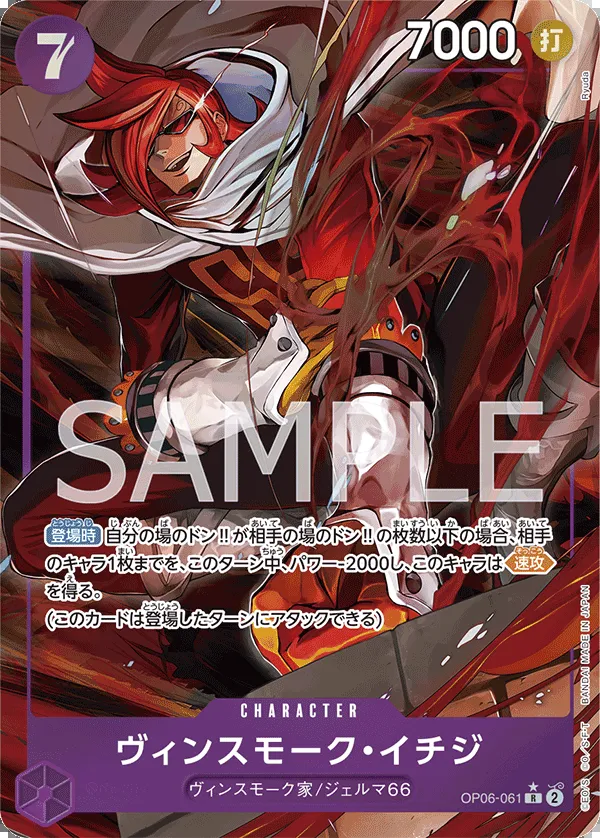 7
7000
打
Ryuda
SAMPLE
登場時 自分の場のドン!!が相手の場のドン!!の枚数以下の場合、相手
のキャラ1枚までを、このターン中、パワー-2000し、このキャラは 速攻
を得る。
(このカードは登場したターンにアタックできる)
CHARACTER
ヴィンスモーク・イチジ
ヴィンスモーク家/ジェルマ66
OP06-061 R 2
©E.O./S. ©O./S.・F・T BANDAI MADE IN JAPAN